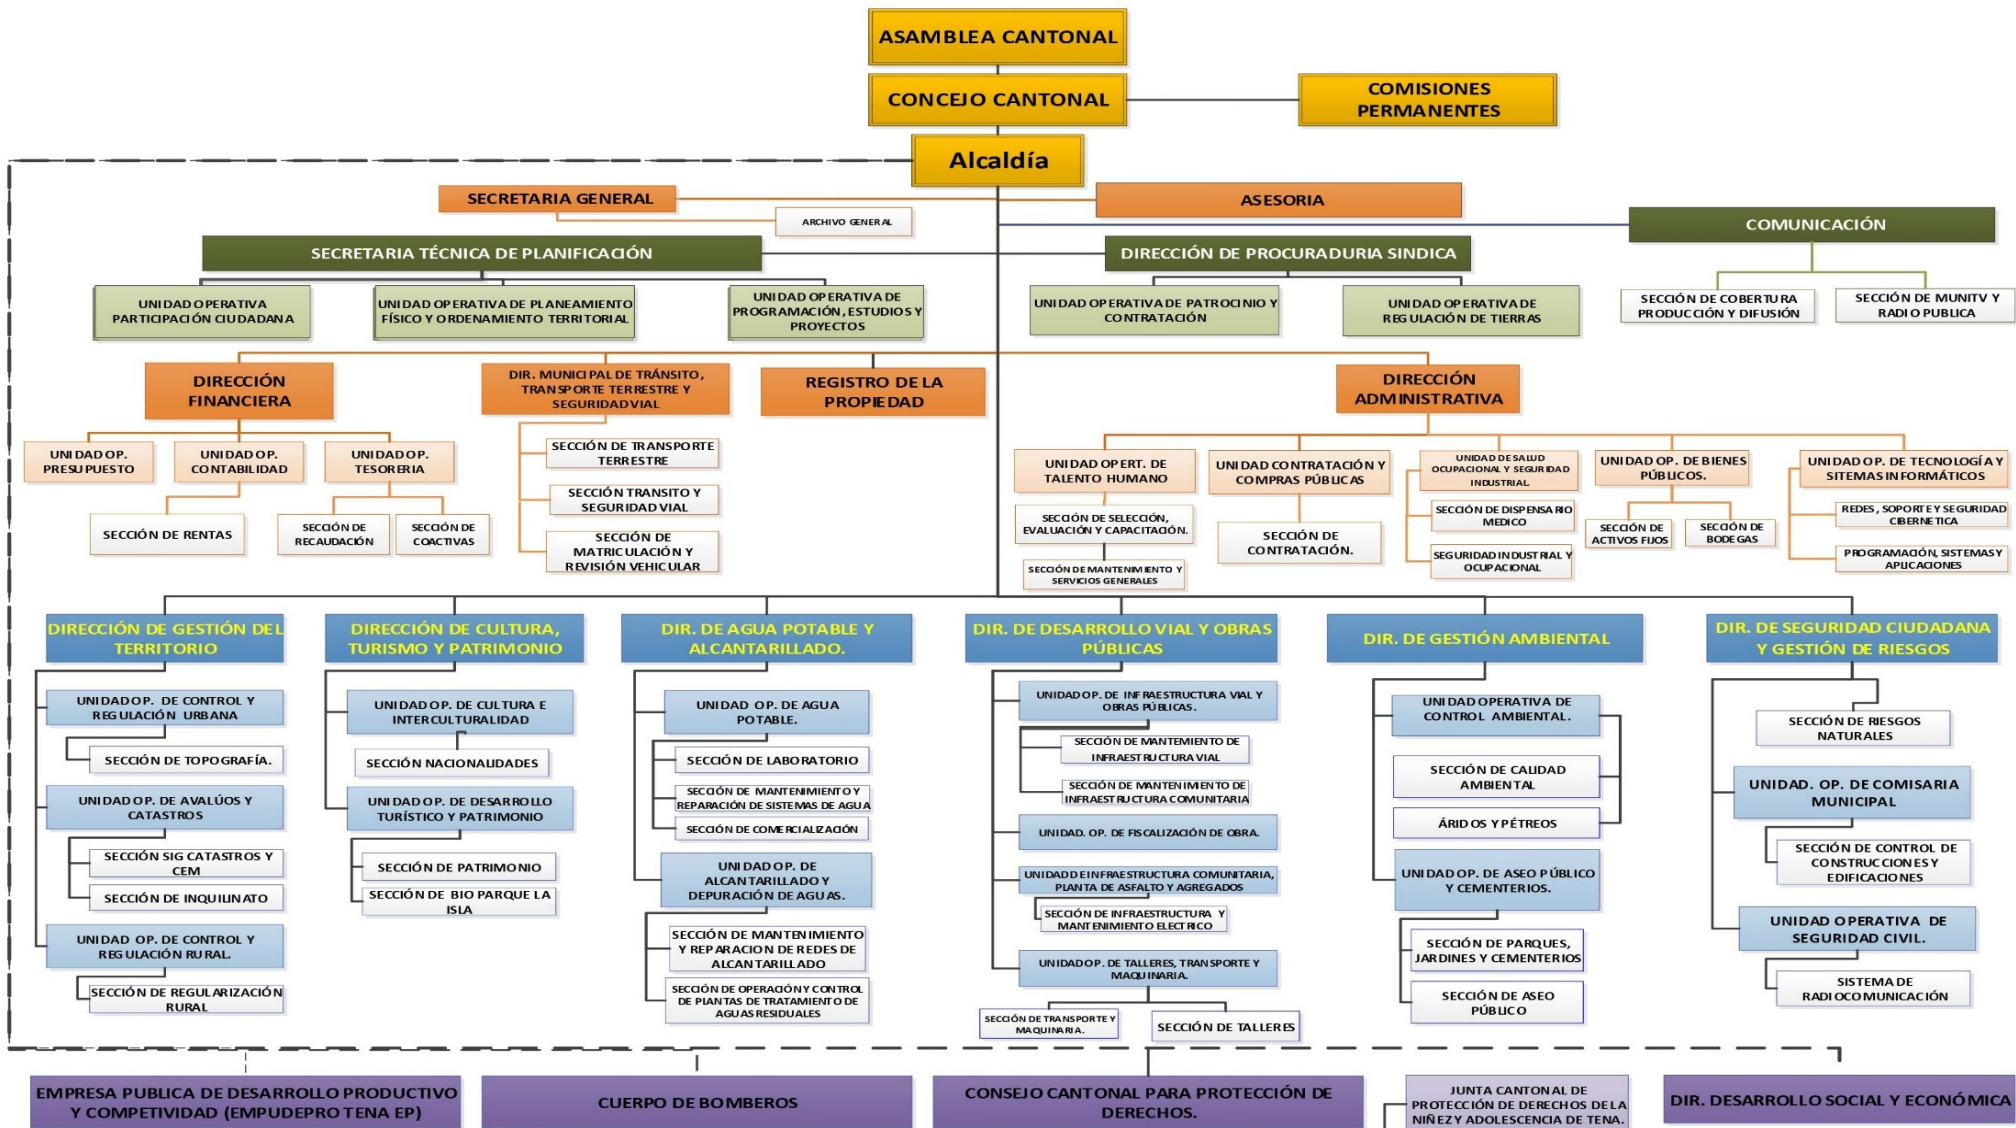 ASAMBLEA CANTONAL
CONCEJO CANTONAL
COMISIONES
PERMANENTES
Alcaldía
SECRETARIA GENERAL
ASESORIA
ARCHIVO GENERAL
COMUNICACIÓN
SECRETARIA TÉCNICA DE PLANIFICACIÓN
DIRECCIÓN DE PROCURADURIA SINDICA
UNIDAD OPERATIVA
PARTICIPACIÓN CIUDADANA
UNIDAD OPERATIVA DE PLANEAMIENTO
FÍSICO Y ORDENAMIENTO TERRITORIAL
UNIDAD OPERATIVA DE
PROGRAMACIÓN, ESTUDIOS Y
PROYECTOS
UNIDAD OPERATIVA DE PATROCINIO Y
CONTRATACIÓN
UNIDAD OPERATIVA DE
REGULACIÓN DE TIERRAS
SECCIÓN DE COBERTURA
PRODUCCIÓN Y DIFUSIÓN
SECCIÓN DE MUNITV Y
RADIO PUBLICA
DIRECCIÓN
FINANCIERA
DIR. MUNICIPAL DE TRÁNSITO,
TRANSPORTE TERRESTRE Y
SEGURIDAD VIAL
REGISTRO DE LA
PROPIEDAD
DIRECCIÓN
ADMINISTRATIVA
UNIDAD OP.
PRESUPUESTO
UNIDAD OP.
CONTABILIDAD
UNIDAD OP.
TESORERIA
SECCIÓN DE RENTAS
SECCIÓN DE
RECAUDACIÓN
SECCIÓN DE
COACTIVAS
SECCIÓN DE TRANSPORTE
TERRESTRE
SECCIÓN TRANSITO Y
SEGURIDAD VIAL
SECCIÓN DE
MATRICULACIÓN Y
REVISIÓN VEHICULAR
UNIDAD OPERT. DE
TALENTO HUMANO
UNIDAD CONTRATACIÓN Y
COMPRAS PÚBLICAS
UNIDAD DE SALUD
OCUPACIONAL Y SEGURIDAD
INDUSTRIAL.
UNIDAD OP. DE BIENES
PÚBLICOS.
UNIDAD OP. DE TECNOLOGÍA Y
SITEMAS INFORMÁTICOS
SECCIÓN DE SELECCIÓN,
EVALUACIÓN Y CAPACITACIÓN.
SECCIÓN DE MANTENIMIENTO Y
SERVICIOS GENERALES
SECCIÓN DE
CONTRATACIÓN.
SECCIÓN DE DISPENSARIO
MEDICO
SEGURIDAD INDUSTRIAL Y
OCUPACIONAL
SECCIÓN DE
ACTIVOS FIJOS
SECCIÓN DE
BODEGAS
REDES, SOPORTE Y SEGURIDAD
CIBERNETICA
PROGRAMACIÓN, SISTEMAS Y
APLICACIONES
DIRECCIÓN DE GESTIÓN DEL
TERRITORIO
UNIDAD OP. DE CONTROL Y
REGULACIÓN URBANA
SECCIÓN DE TOPOGRAFÍA.
UNIDAD OP. DE AVALÚOS Y
CATASTROS
SECCIÓN SIG CATASTROS Y
CEM
SECCIÓN DE INQUILINATO
UNIDAD OP. DE CONTROL Y
REGULACIÓN RURAL.
SECCIÓN DE REGULARIZACIÓN
RURAL
DIRECCIÓN DE CULTURA,
TURISMO Y PATRIMONIO
UNIDAD OP. DE CULTURA E
INTERCULTURALIDAD
SECCIÓN NACIONALIDADES
UNIDAD OP. DE DESARROLLO
TURÍSTICO Y PATRIMONIO
SECCIÓN DE PATRIMONIO
SECCIÓN DE BIO PARQUE LA
ISLA
DIR. DE AGUA POTABLE Y
ALCANTARILLADO.
UNIDAD OP. DE AGUA
POTABLE.
SECCIÓN DE LABORATORIO
SECCIÓN DE MANTENIMIENTO Y
REPARACIÓN DE SISTEMAS DE AGUA
SECCIÓN DE COMERCIALIZACIÓN
UNIDAD OP. DE
ALCANTARILLADO Y
DEPURACIÓN DE AGUAS.
SECCIÓN DE MANTENIMIENTO
Y REPARACION DE REDES DE
ALCANTARILLADO
SECCIÓN DE OPERACIÓN Y CONTROL
DE PLANTAS DE TRATAMIENTO DE
AGUAS RESIDUALES
DIR. DE DESARROLLO VIAL Y OBRAS
PÚBLICAS
UNIDAD OP. DE INFRAESTRUCTURA VIAL Y
OBRAS PÚBLICAS.
SECCIÓN DE MANTEMIENTO DE
INFRAESTRUCTURA VIAL
SECCIÓN DE MANTENIMIENTO DE
INFRAESTRUCTURA COMUNITARIA
UNIDAD. OP. DE FISCALIZACIÓN DE OBRA.
UNIDAD DE INFRAESTRUCTURA COMUNITARIA,
PLANTA DE ASFALTO Y AGREGADOS
SECCIÓN DE INFRAESTRUCTURA Y
MANTENIMIENTO ELECTRICO
UNIDAD OP. DE TALLERES, TRANSPORTE Y
MAQUINARIA.
SECCIÓN DE TRANSPORTE Y
MAQUINARIA.
SECCIÓN DE TALLERES
DIR. DE GESTIÓN AMBIENTAL
UNIDAD OPERATIVA DE
CONTROL AMBIENTAL.
SECCIÓN DE CALIDAD
AMBIENTAL
ÁRIDOS Y PÉTREOS
UNIDAD OP. DE ASEO PÚBLICO
Y CEMENTERIOS.
SECCIÓN DE PARQUES,
JARDINES Y CEMENTERIOS
SECCIÓN DE ASEO
PÚBLICO
DIR. DE SEGURIDAD CIUDADANA
Y GESTIÓN DE RIESGOS
SECCIÓN DE RIESGOS
NATURALES
UNIDAD. OP. DE COMISARIA
MUNICIPAL
SECCIÓN DE CONTROL DE
CONSTRUCCIONES Y
EDIFICACIONES
UNIDAD OPERATIVA DE
SEGURIDAD CIVIL.
SISTEMA DE
RADIOCOMUNICACIÓN
EMPRESA PUBLICA DE DESARROLLO PRODUCTIVO
Y COMPETIVIDAD (EMPUDEPRO TENA EP)
CUERPO DE BOMBEROS
CONSEJO CANTONAL PARA PROTECCIÓN DE
DERECHOS.
JUNTA CANTONAL DE
PROTECCIÓN DE DERECHOS DE LA
NIÑEZ Y ADOLESCENCIA DE TENA.
DIR. DESARROLLO SOCIAL Y ECONÓMICA